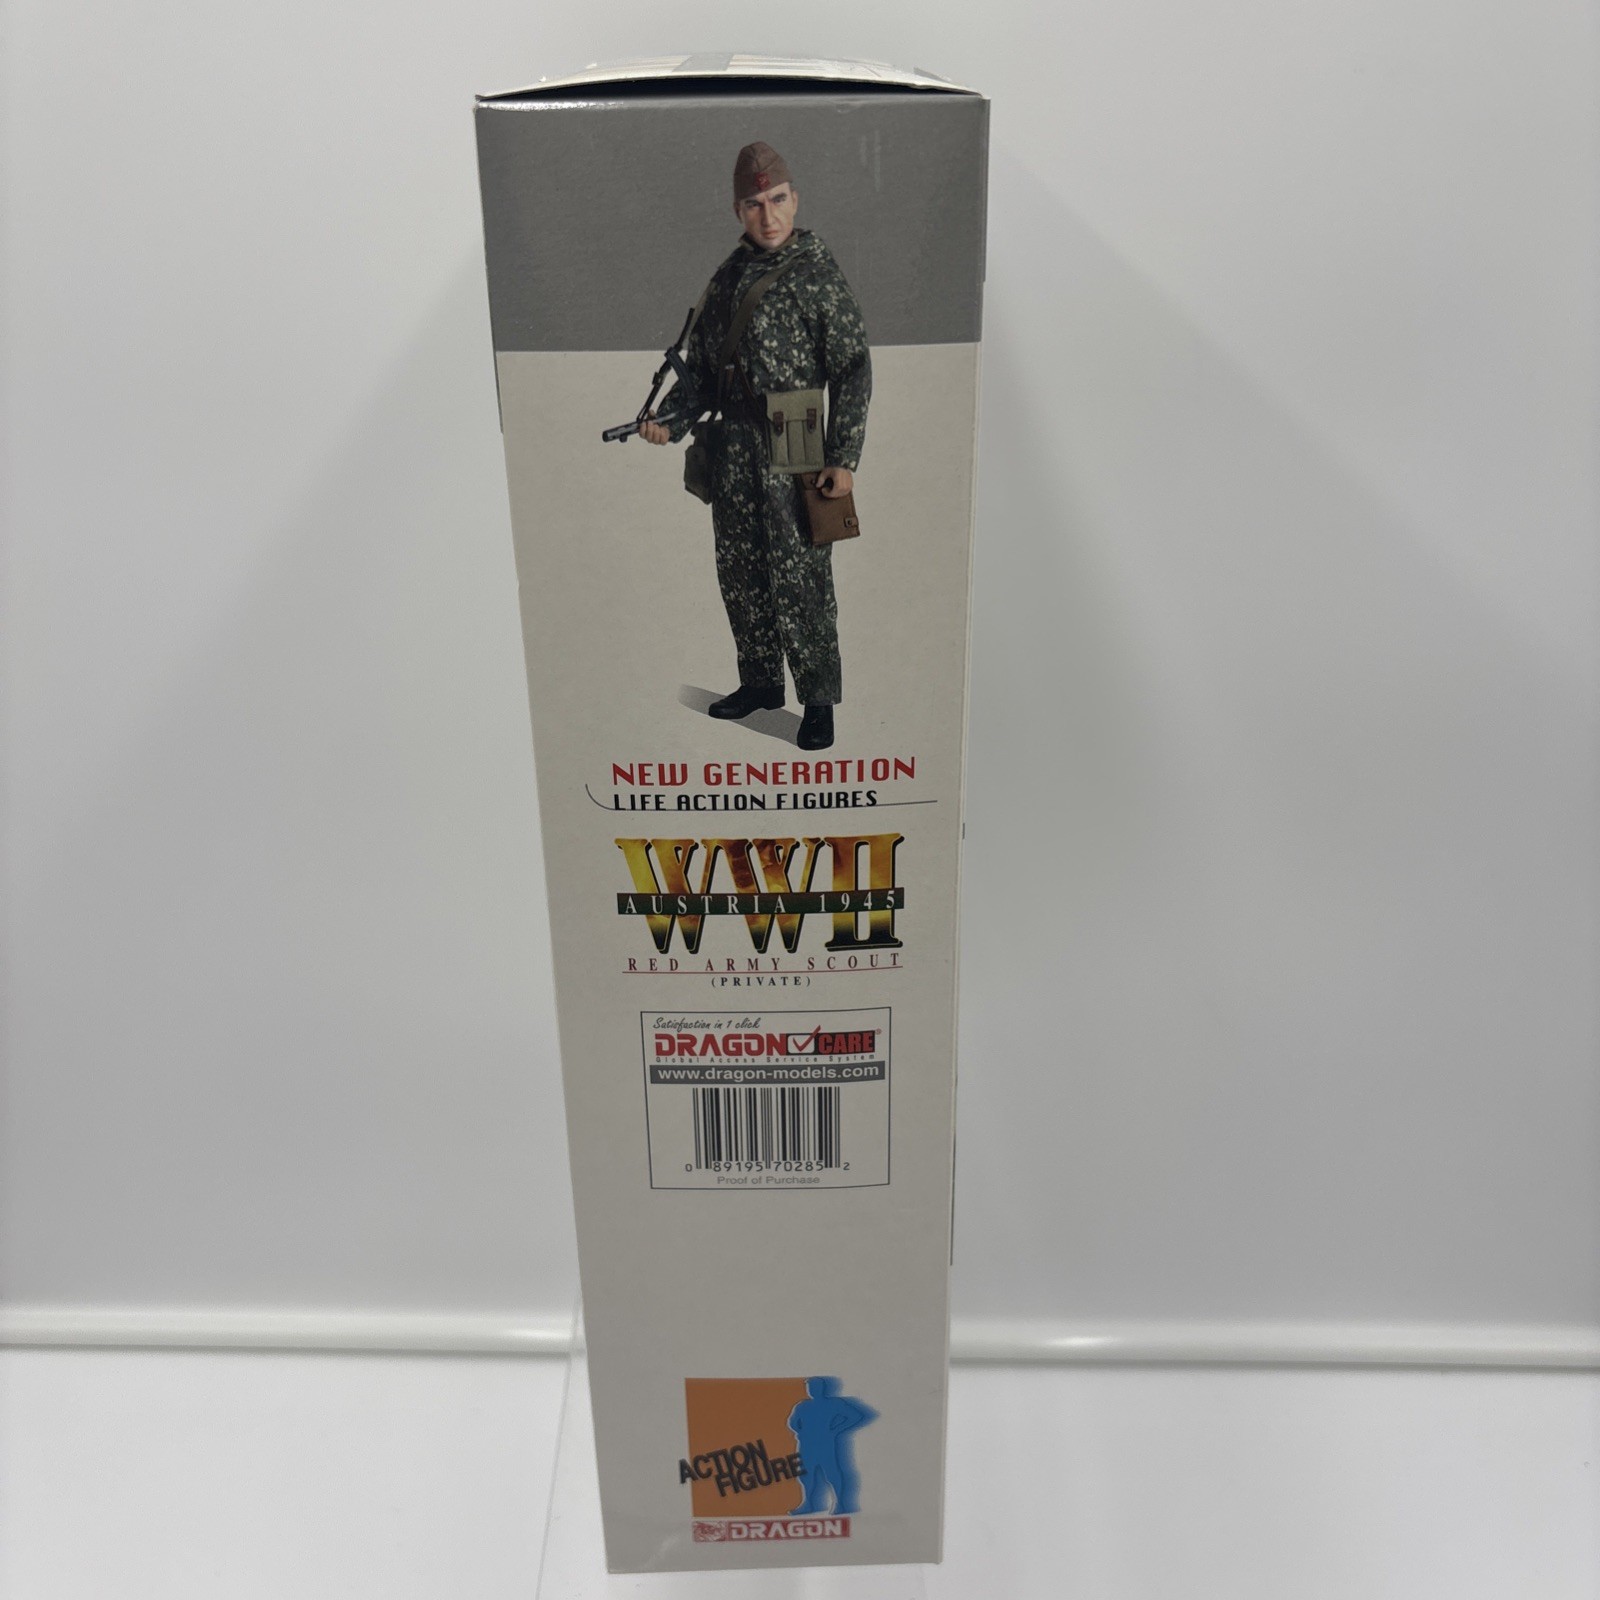 NEW GENERATION
LIFE ACTION FIGURES
WWII
AUSTRIA 1945
RED ARMY SCOUT
(PRIVATE)
Satisfaction in 1 click
DRAGON CARE®
Global Access Service System
www.dragon-models.com
0 89195 70285 2
Proof of Purchase
ACTION
FIGURE
DRAGON